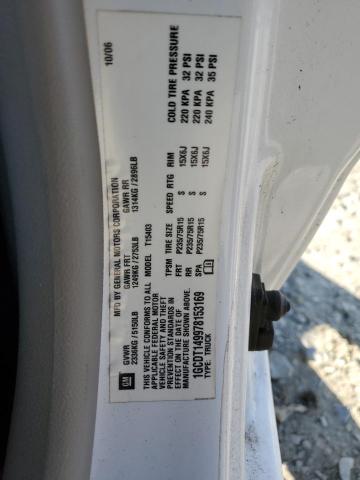 GM
MFD BY GENERAL MOTORS CORPORATION
10/06
GVWR GAWR FRT GAWR RR
2336KG/5150LB 1249KG/2753LB 1314KG/2896LB
THIS VEHICLE CONFORMS TO ALL MODEL T15403
APPLICABLE U.S. FEDERAL MOTOR
VEHICLE SAFETY AND THEFT
PREVENTION STANDARDS IN
EFFECT ON THE DATE OF
MANUFACTURE SHOWN ABOVE.
1GCDT149978153169
TYPE: TRUCK
TPSM TIRE SIZE SPEED RTG RIM COLD TIRE PRESSURE
FRT P235/75R15 S 15X6J 220 KPA 32 PSI
RR P235/75R15 S 15X6J 220 KPA 32 PSI
SPA P235/75R15 S 15X6J 240 KPA 35 PSI